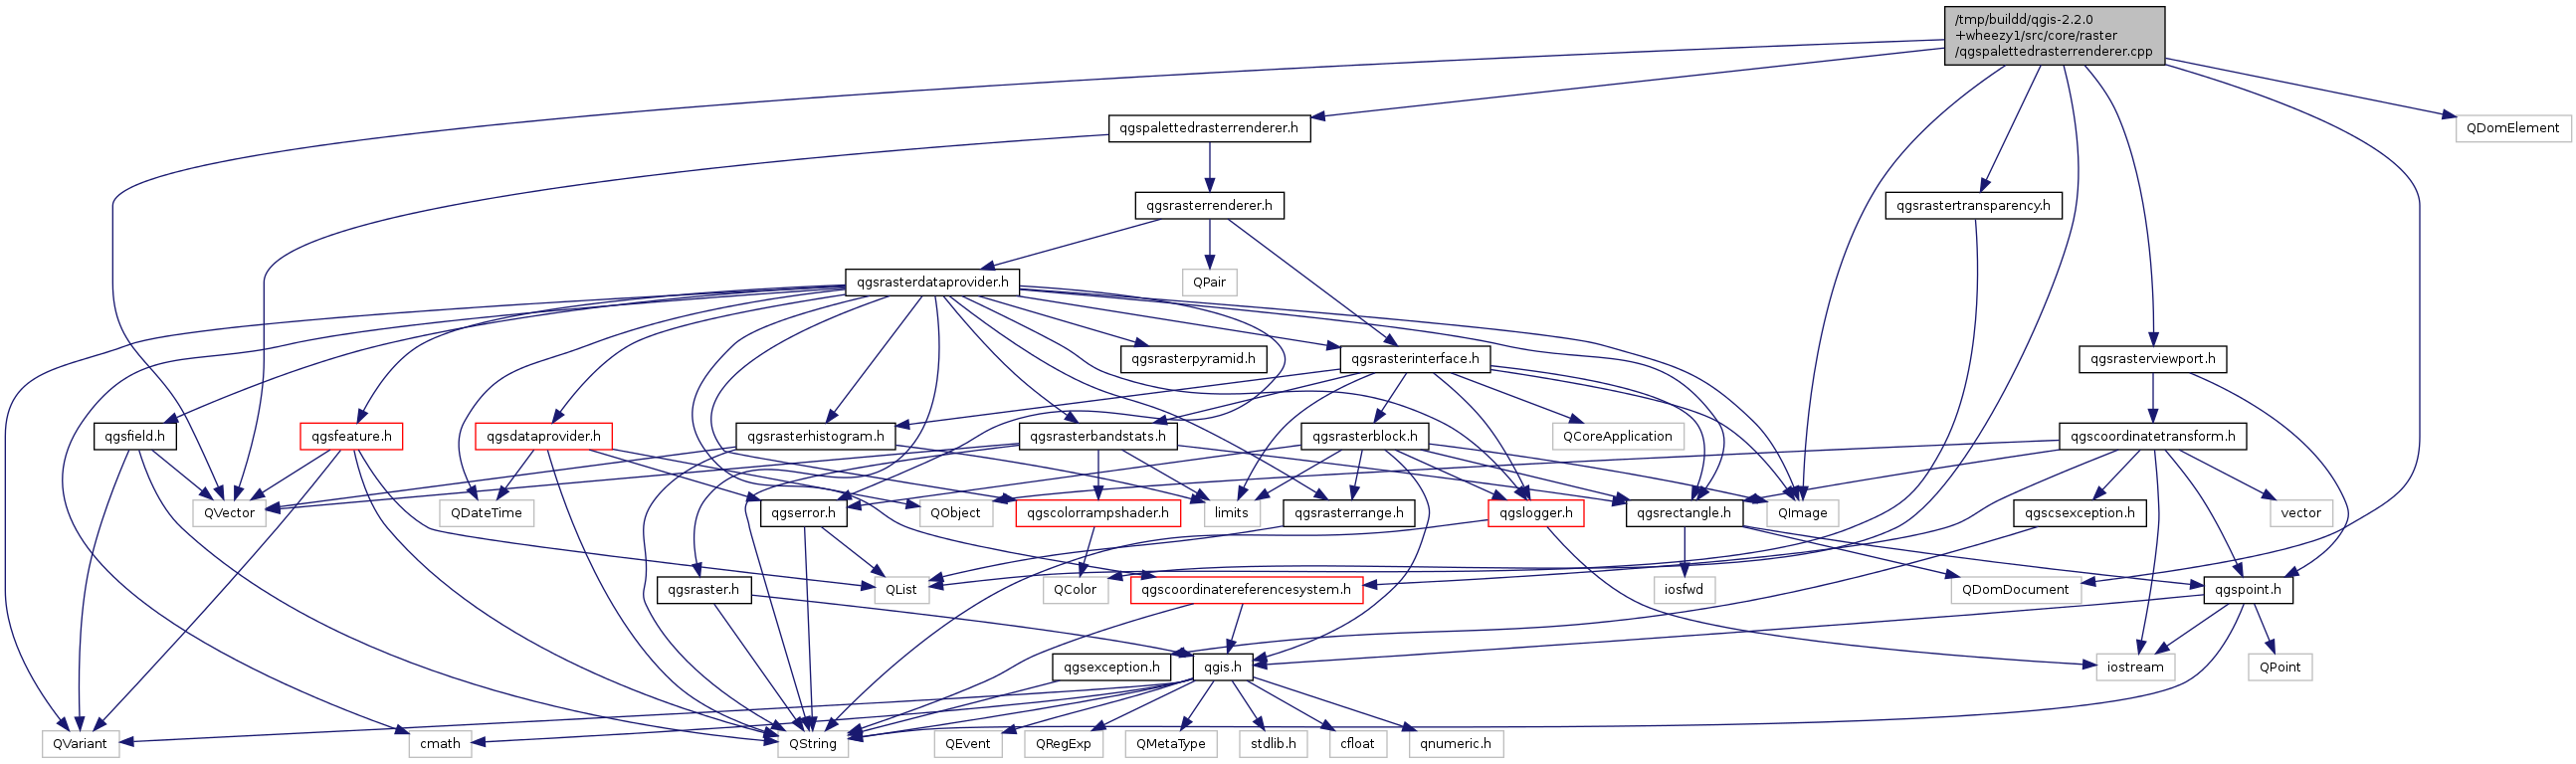 /tmp/buildd/qgis-2.2.0
+wheezy1/src/core/raster
/qgspalettedrasterrenderer.cpp
qgspalettedrasterrenderer.h
QDomElement
qgsrasterrenderer.h
qgsrastertransparency.h
qgsrasterdataprovider.h
QPair
qgsrasterpyramid.h
qgsrasterinterface.h
qgsrasterviewport.h
qgsfield.h
qgsfeature.h
qgsdataprovider.h
qgsrasterhistogram.h
qgsrasterbandstats.h
qgsrasterblock.h
QCoreApplication
qgscoordinatetransform.h
QVector
QDateTime
qgserror.h
QObject
qgscolorrampshader.h
limits
qgsrasterrange.h
qgslogger.h
qgsrectangle.h
QImage
qgscsexception.h
vector
qgsraster.h
QList
QColor
qgscoordinatereferencesystem.h
iosfwd
QDomDocument
qgspoint.h
qgsexception.h
qgis.h
iostream
QPoint
QVariant
cmath
QString
QEvent
QRegExp
QMetaType
stdlib.h
cfloat
qnumeric.h